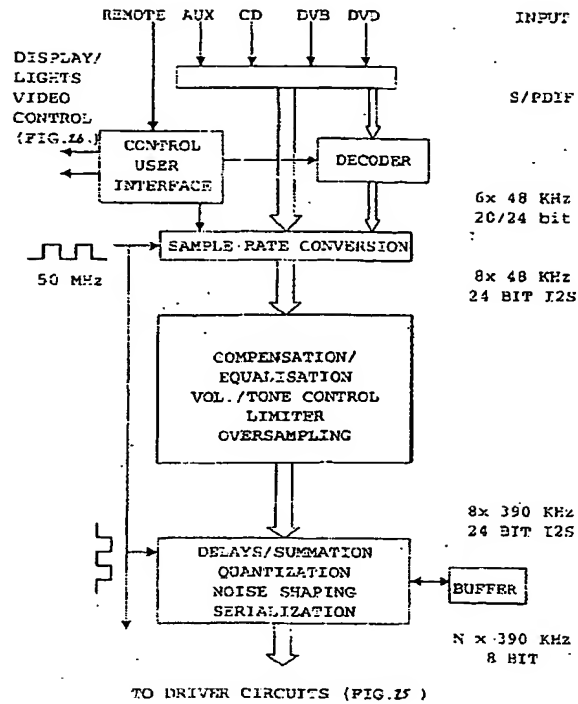 REMOTE AUX CD DVB DVD INPUT
DISPLAY/
LIGHTS
VIDEO
CONTROL
(FIG.26.)
S/PDIF
CONTROL
USER
INTERFACE
DECODER
6x 48 KHz
20/24 bit
SAMPLE-RATE CONVERSION
50 MHz
8x 48 KHz
24 BIT I2S
COMPENSATION/
EQUALISATION
VOL./TONE CONTROL
LIMITER
OVERSAMPLING
8x 390 KHz
24 BIT I2S
DELAYS/SUMMATION
QUANTIZATION
NOISE SHAPING
SERIALIZATION
BUFFER
N x 390 KHz
8 BIT
TO DRIVER CIRCUITS (FIG.25 )